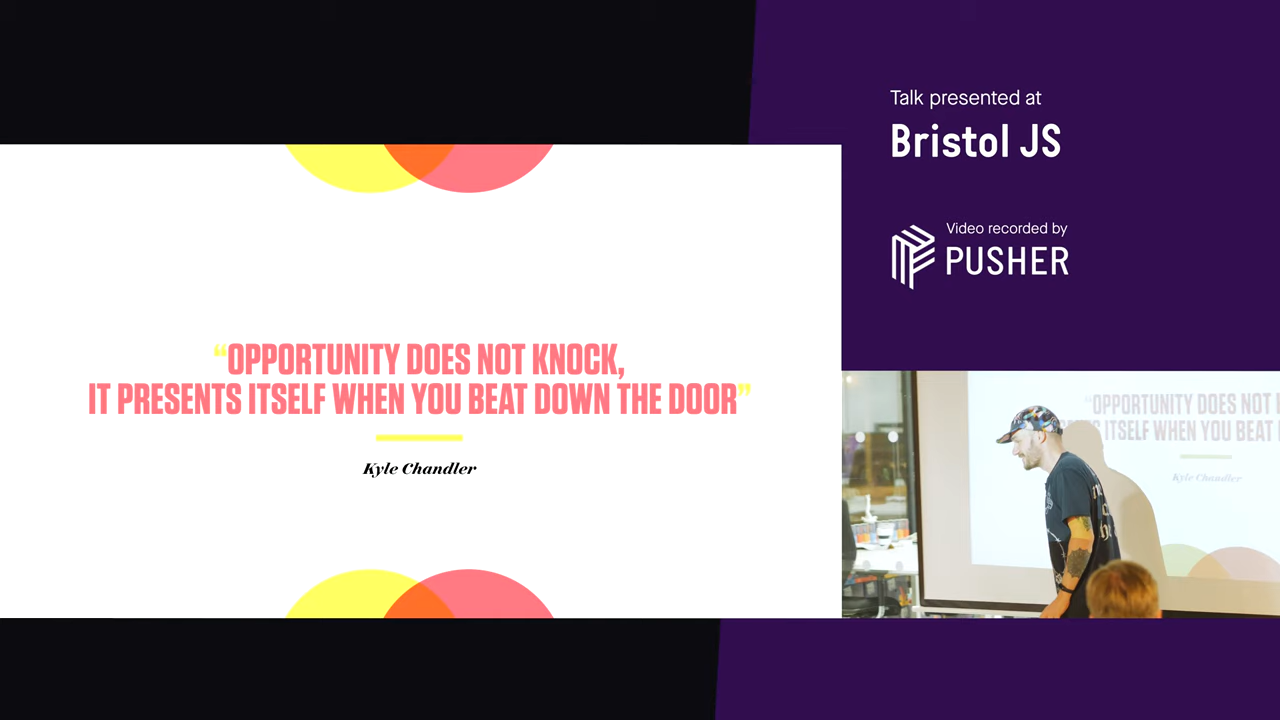 Talk presented at
Bristol JS
Video recorded by
PUSHER
“OPPORTUNITY DOES NOT KNOCK,
IT PRESENTS ITSELF WHEN YOU BEAT DOWN THE DOOR”
Kyle Chandler
“OPPORTUNITY DOES NOT
ITSELF WHEN YOU BEAT
Kyle Chandler